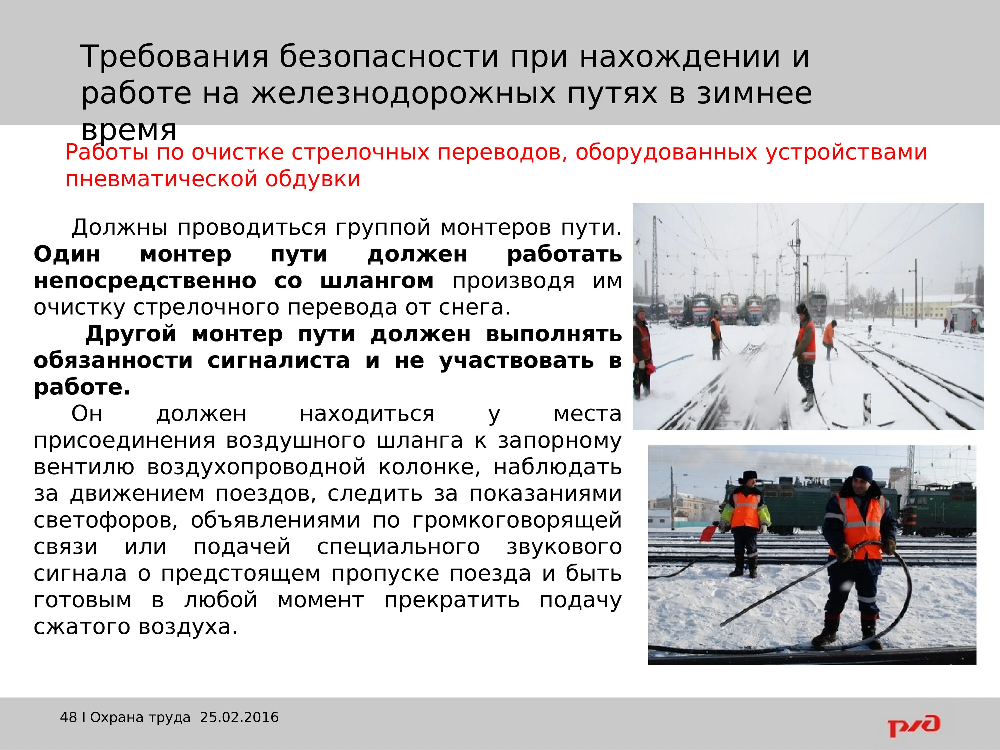 Требования безопасности при нахождении и
работе на железнодорожных путях в зимнее
время
Работы по очистке стрелочных переводов, оборудованных устройствами
пневматической обдувки
Должны проводиться группой монтеров пути.
Один монтер пути должен работать
непосредственно со шлангом производя им
очистку стрелочного перевода от снега.
Другой монтер пути должен выполнять
обязанности сигналиста и не участвовать в
работе.
Он должен находиться у места
присоединения воздушного шланга к запорному
вентилю воздухопроводной колонке, наблюдать
за движением поездов, следить за показаниями
светофоров, объявлениями по громкоговорящей
связи или подачей специального звукового
сигнала о предстоящем пропуске поезда и быть
готовым в любой момент прекратить подачу
сжатого воздуха.
48 I Охрана труда 25.02.2016
ржд